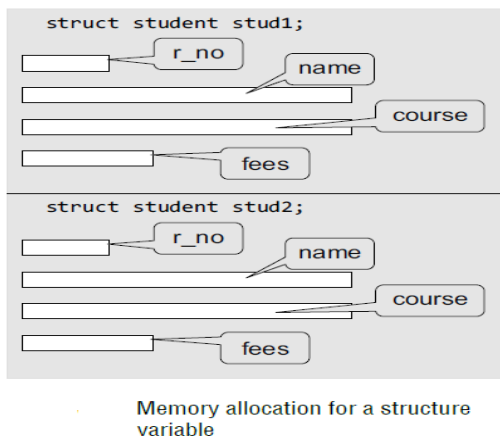 struct student stud1;
r_no
name
course
fees
struct student stud2;
r_no
name
course
fees
Memory allocation for a structure
variable